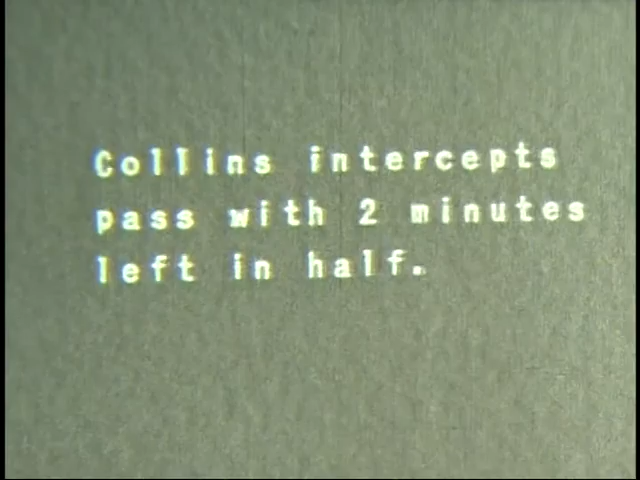 Collins intercepts
pass with 2 minutes
left in half.